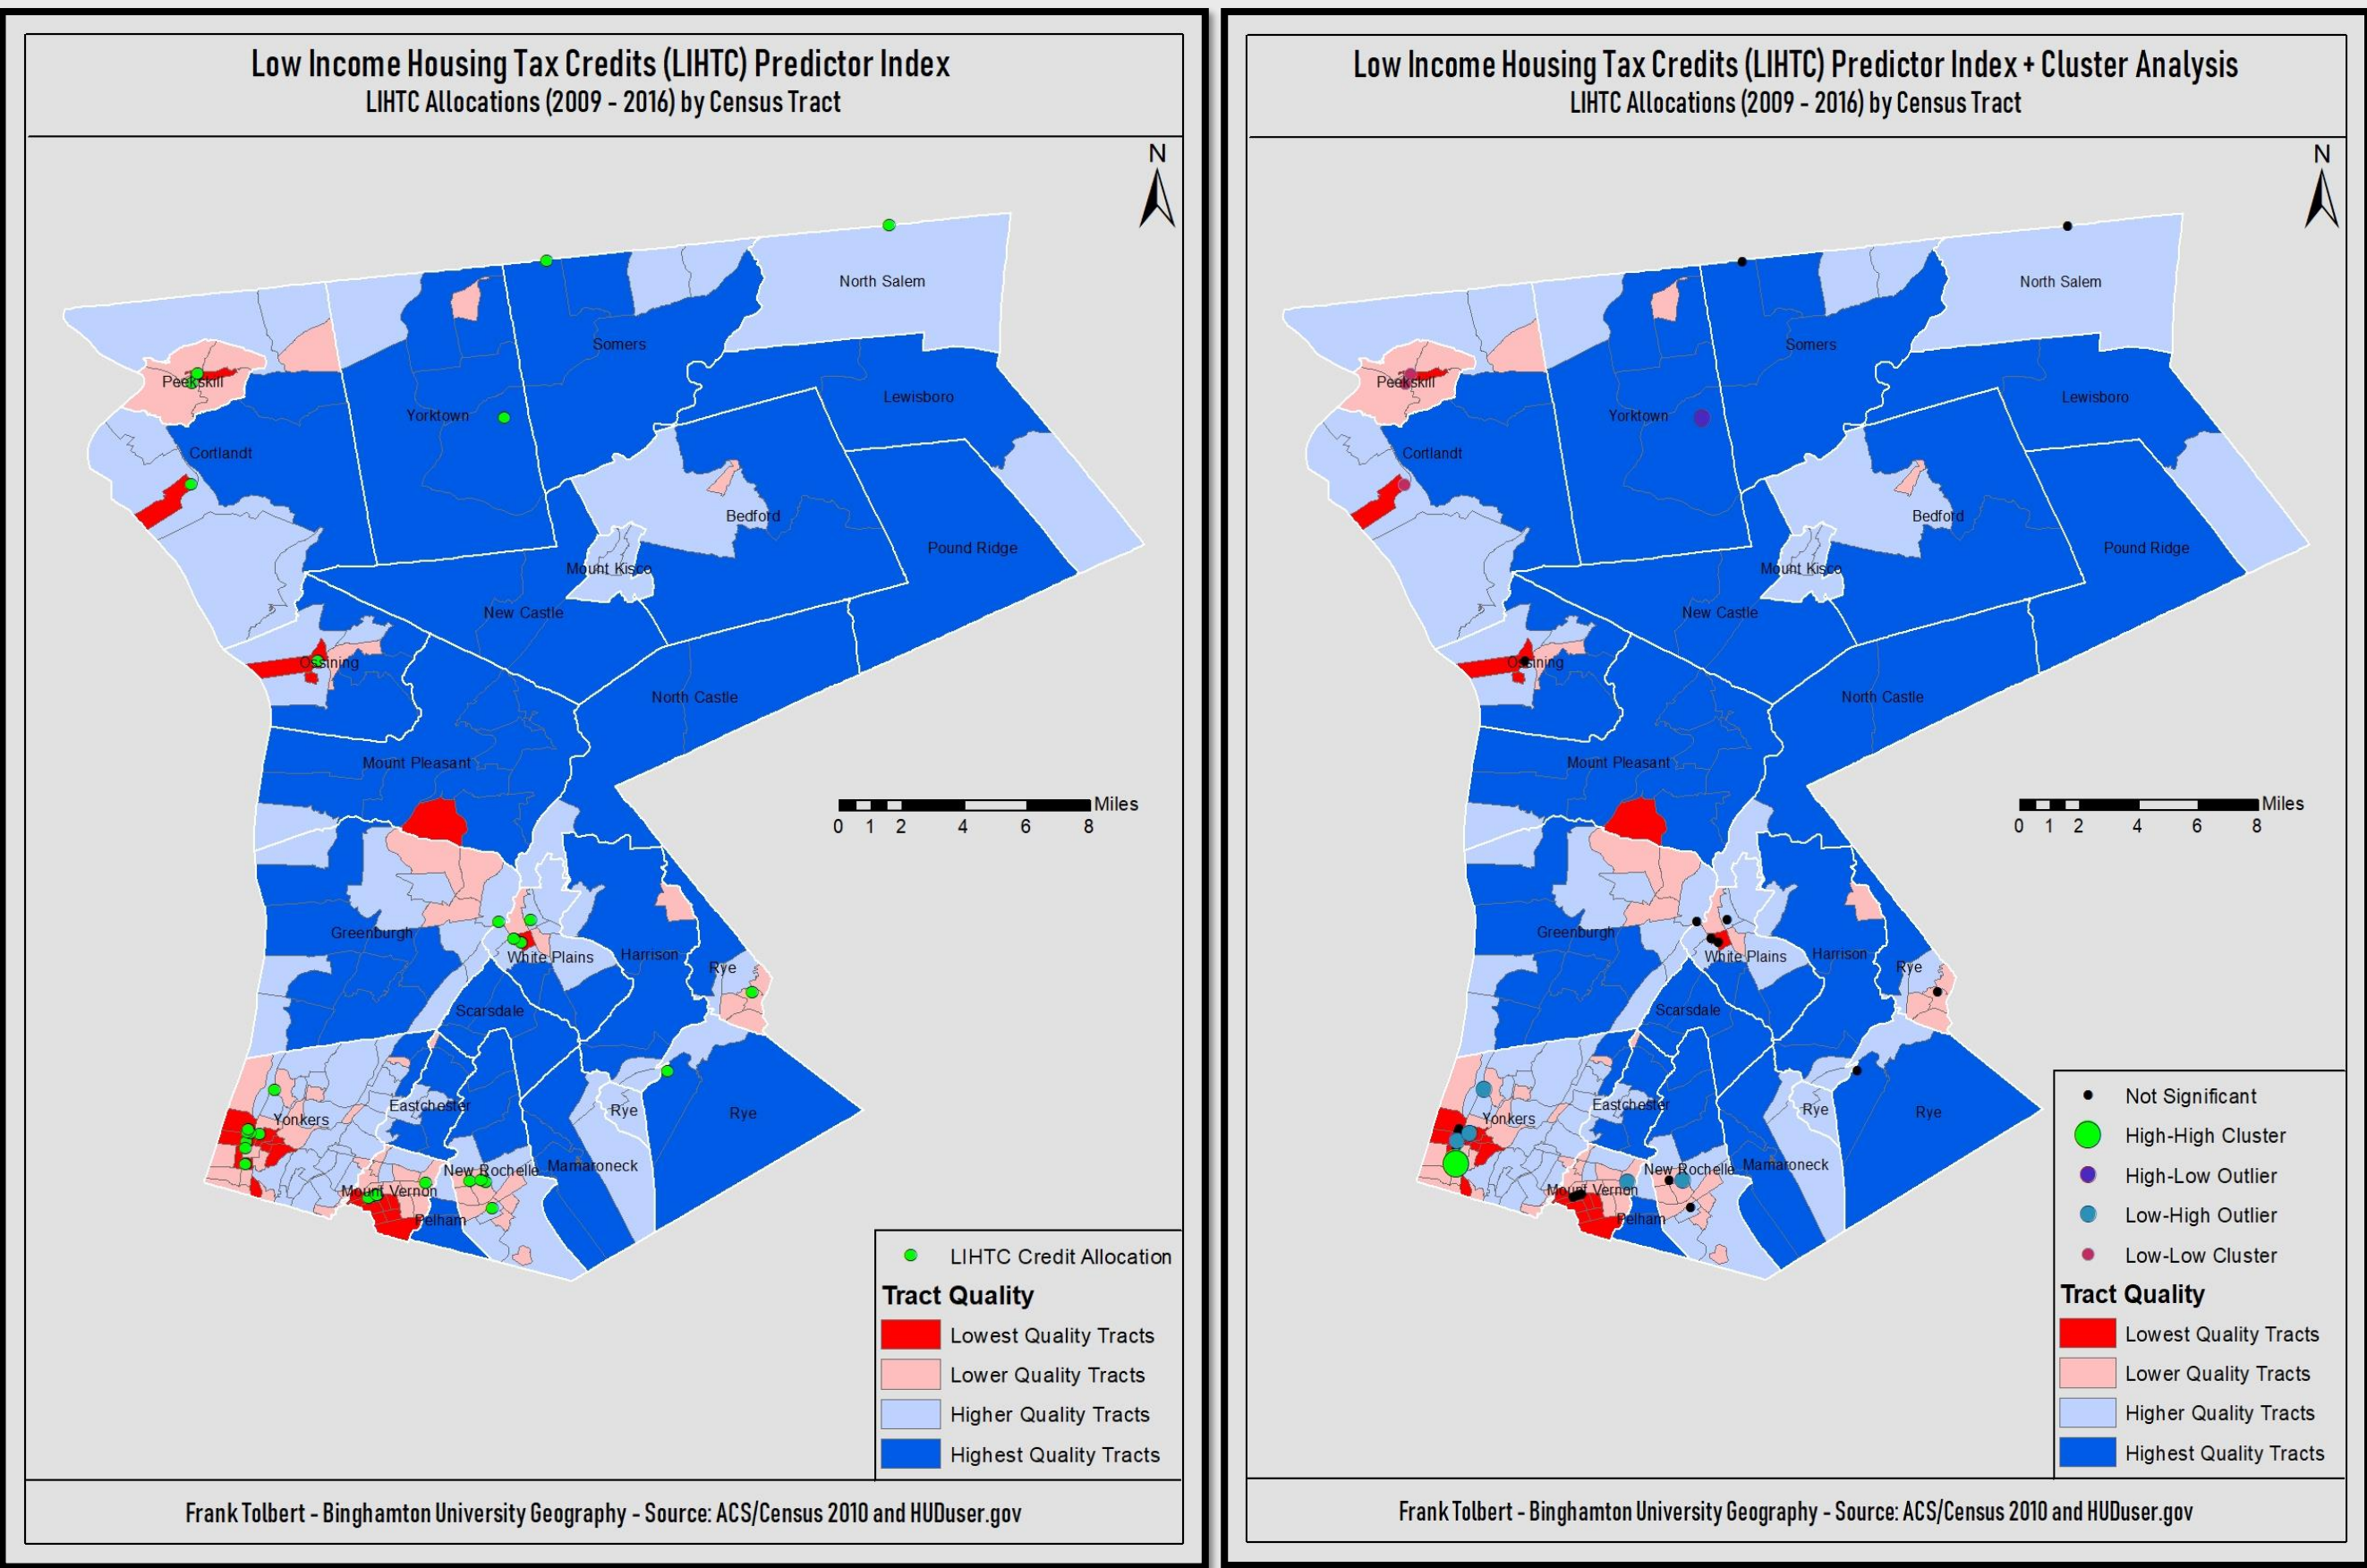 Low Income Housing Tax Credits (LIHTC) Predictor Index
LIHTC Allocations (2009 - 2016) by Census Tract
N
North Salem
Somers
Peekskill
Lewisboro
Yorktown
Cortlandt
Bedford
Pound Ridge
Mount Kisco
New Castle
Ossining
North Castle
Mount Pleasant
Miles
0 1 2 4 6 8
Greenburgh
White Plains
Harrison
Rye
Scarsdale
Eastchester
Yonkers
Rye
Rye
New Rochelle
Mamaroneck
Mount Vernon
Pelham
LIHTC Credit Allocation
Tract Quality
Lowest Quality Tracts
Lower Quality Tracts
Higher Quality Tracts
Highest Quality Tracts
Frank Tolbert - Binghamton University Geography - Source: ACS/Census 2010 and HUDuser.gov
Low Income Housing Tax Credits (LIHTC) Predictor Index + Cluster Analysis
LIHTC Allocations (2009 - 2016) by Census Tract
N
North Salem
Somers
Peekskill
Lewisboro
Yorktown
Cortlandt
Bedford
Pound Ridge
Mount Kisco
New Castle
Ossining
North Castle
Mount Pleasant
Miles
0 1 2 4 6 8
Greenburgh
White Plains
Harrison
Rye
Scarsdale
Eastchester
Yonkers
Rye
Rye
New Rochelle
Mamaroneck
Mount Vernon
Pelham
Not Significant
High-High Cluster
High-Low Outlier
Low-High Outlier
Low-Low Cluster
Tract Quality
Lowest Quality Tracts
Lower Quality Tracts
Higher Quality Tracts
Highest Quality Tracts
Frank Tolbert - Binghamton University Geography - Source: ACS/Census 2010 and HUDuser.gov